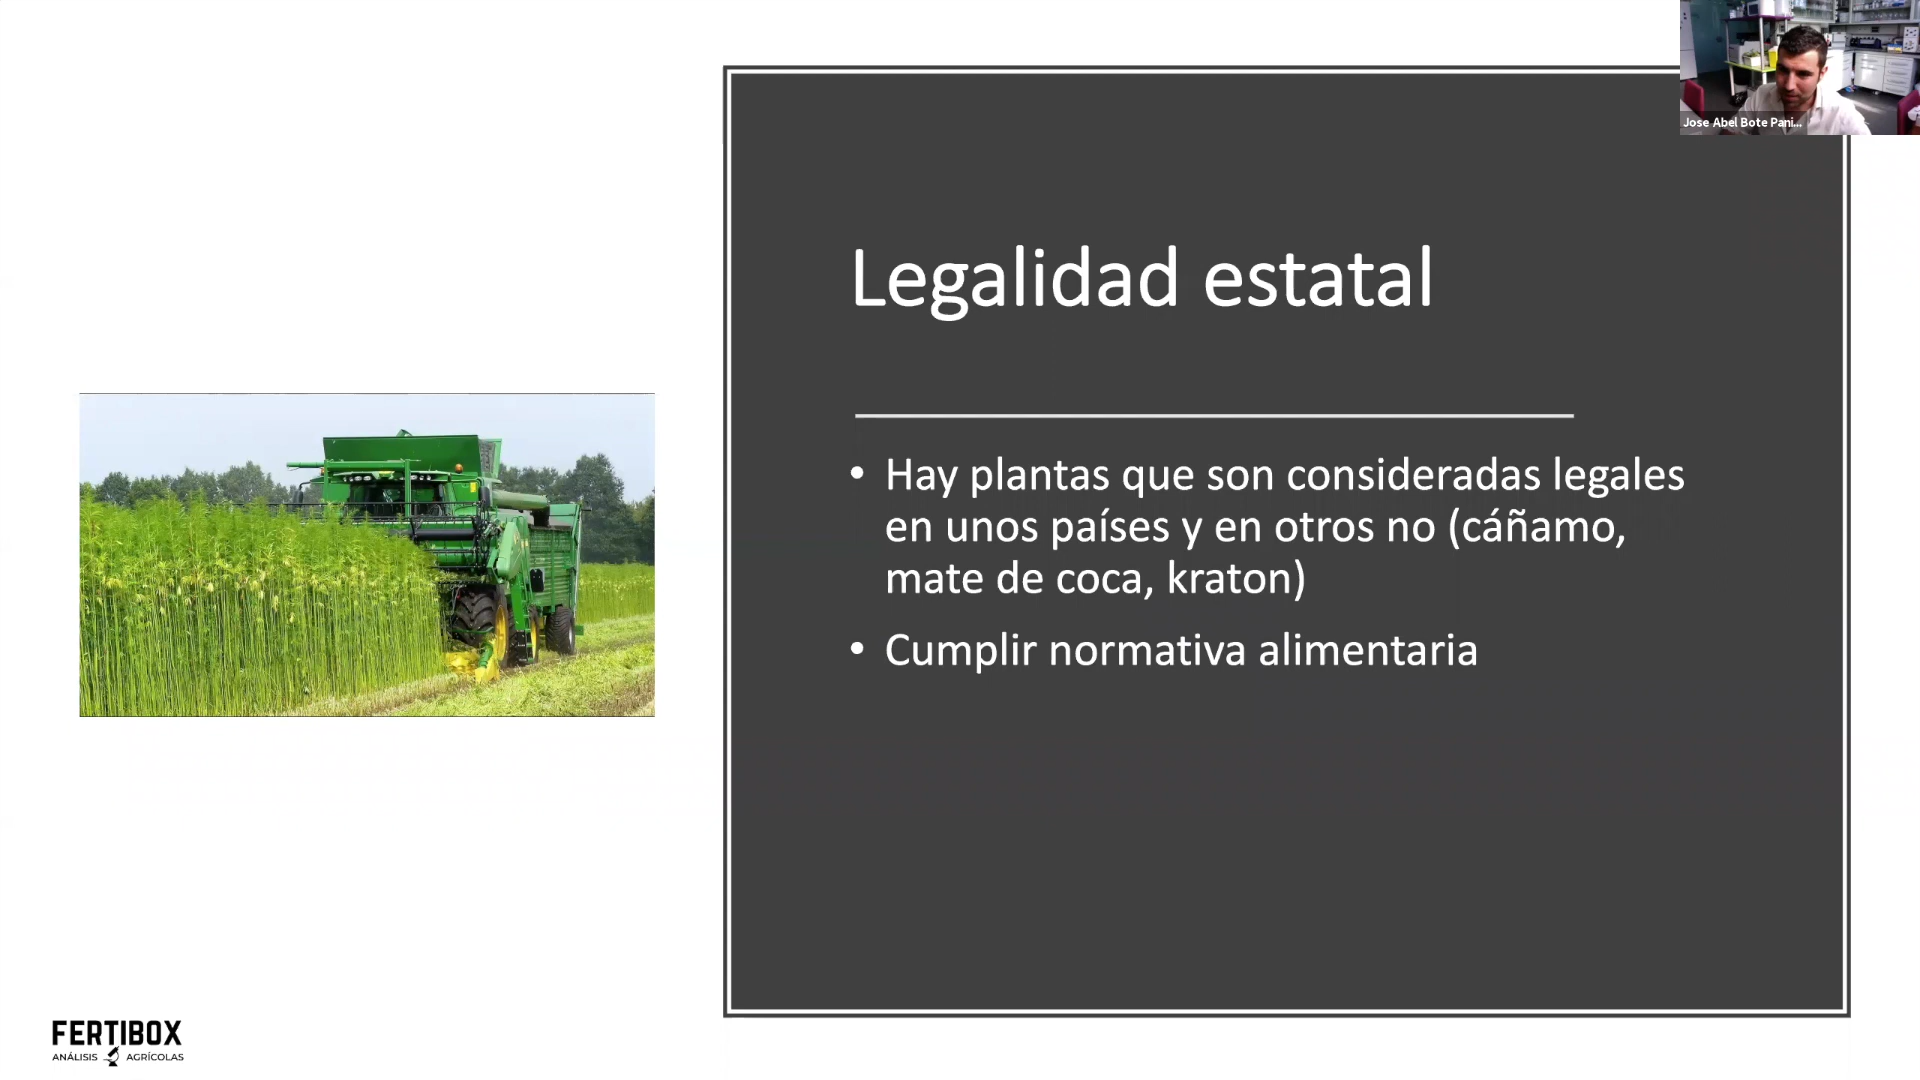 Jose Abel Bote Pani...
Legalidad estatal
• Hay plantas que son consideradas legales
en unos países y en otros no (cáñamo,
mate de coca, kraton)
• Cumplir normativa alimentaria
FERTIBOX
ANÁLISIS AGRÍCOLAS